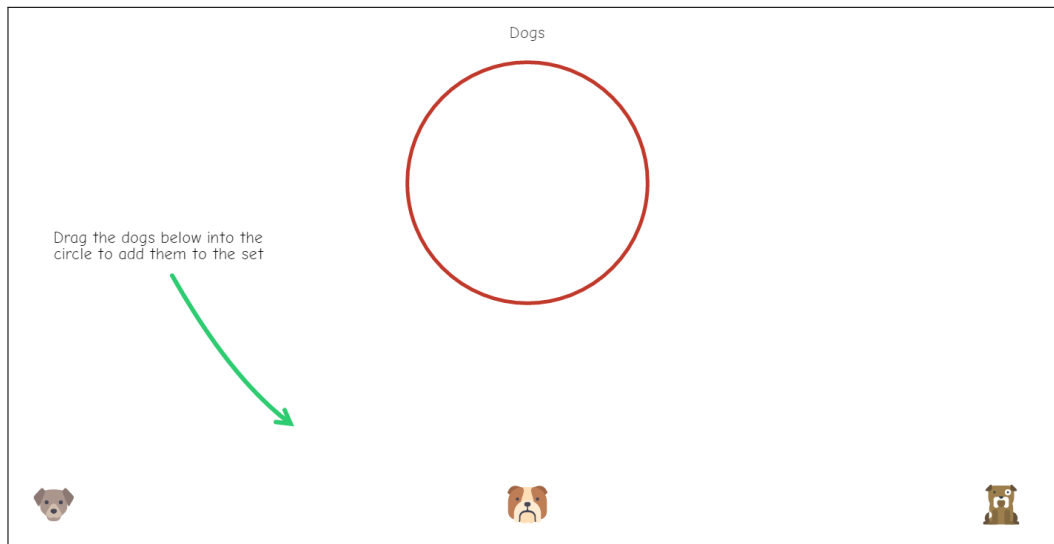 Dogs
Drag the dogs below into the
circle to add them to the set